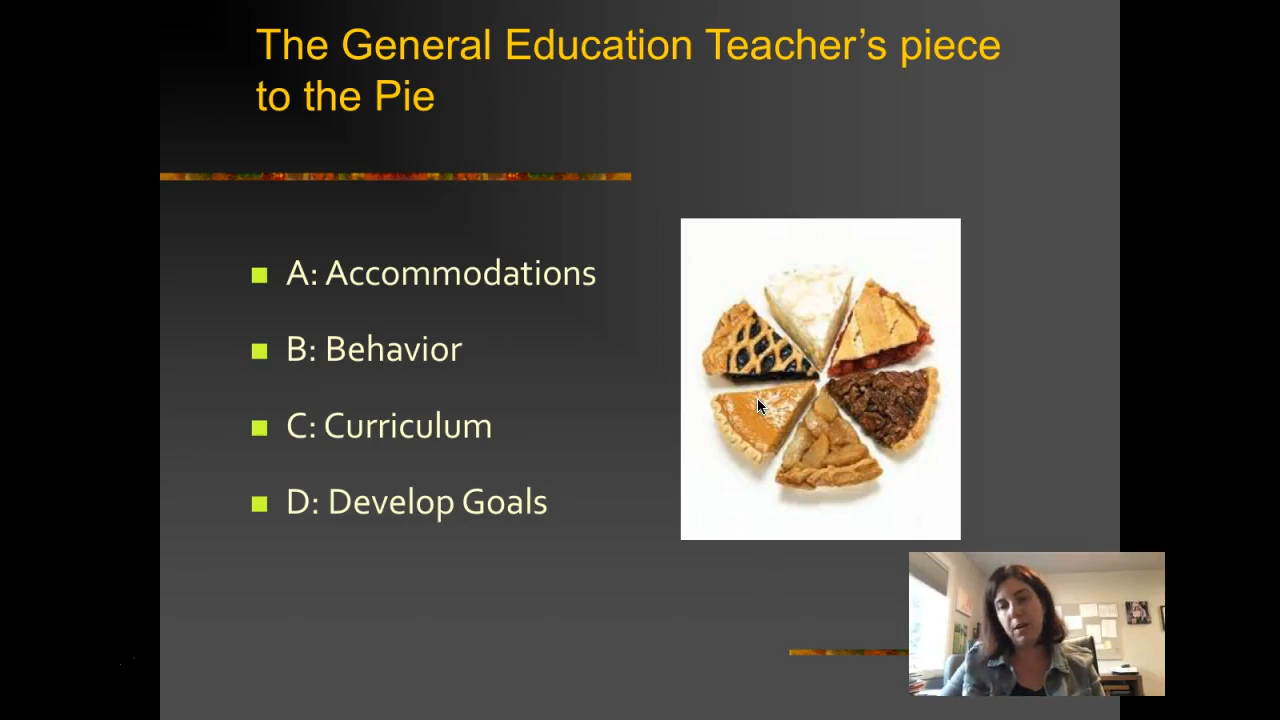 The General Education Teacher’s piece
to the Pie
A: Accommodations
B: Behavior
C: Curriculum
D: Develop Goals